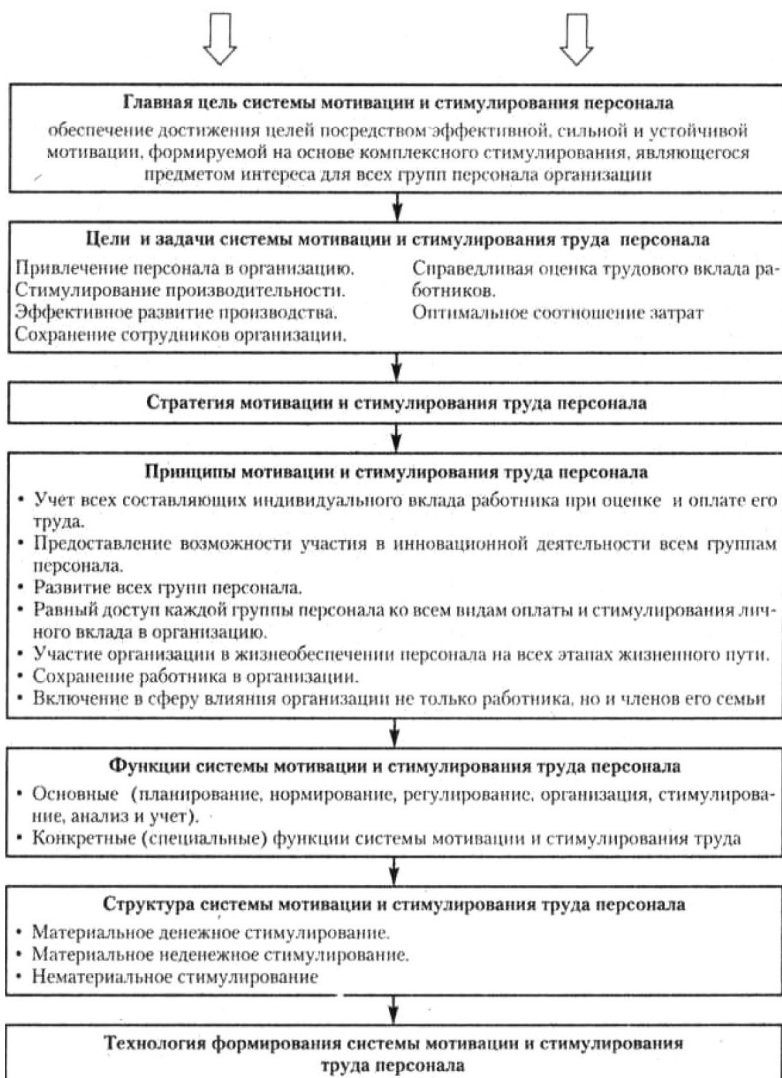 Главная цель системы мотивации и стимулирования персонала
обеспечение достижения целей посредством эффективной, сильной и устойчивой
мотивации, формируемой на основе комплексного стимулирования, являющегося
предметом интереса для всех групп персонала организации
Цели и задачи системы мотивации и стимулирования труда персонала
Привлечение персонала в организацию.
Стимулирование производительности.
Эффективное развитие производства.
Сохранение сотрудников организации.
Справедливая оценка трудового вклада ра-
ботников.
Оптимальное соотношение затрат
Стратегия мотивации и стимулирования труда персонала
Принципы мотивации и стимулирования труда персонала
• Учет всех составляющих индивидуального вклада работника при оценке и оплате его
труда.
• Предоставление возможности участия в инновационной деятельности всем группам
персонала.
• Развитие всех групп персонала.
• Равный доступ каждой группы персонала ко всем видам оплаты и стимулирования лич-
ного вклада в организацию.
• Участие организации в жизнеобеспечении персонала на всех этапах жизненного пути.
• Сохранение работника в организации.
• Включение в сферу влияния организации не только работника, но и членов его семьи
Функции системы мотивации и стимулирования труда персонала
• Основные (планирование, нормирование, регулирование, организация, стимулирова-
ние, анализ и учет).
• Конкретные (специальные) функции системы мотивации и стимулирования труда
Структура системы мотивации и стимулирования труда персонала
• Материальное денежное стимулирование.
• Материальное неденежное стимулирование.
• Нематериальное стимулирование
Технология формирования системы мотивации и стимулирования
труда персонала